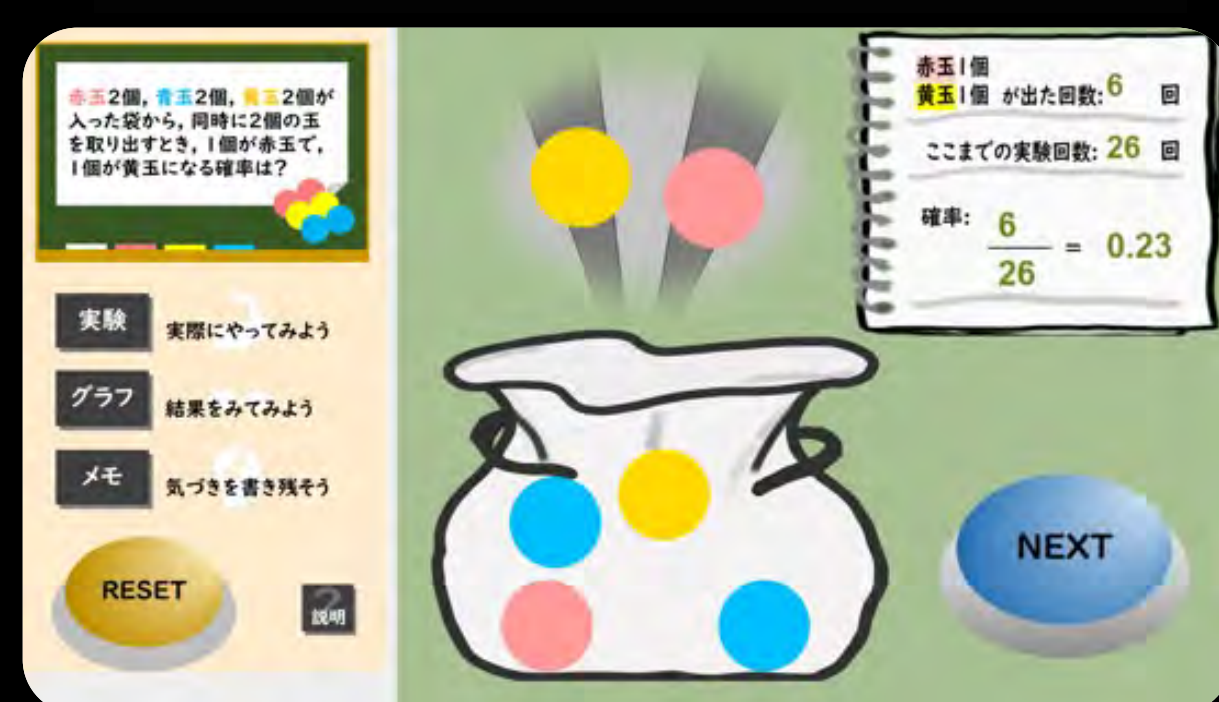 赤玉2個, 青玉2個, 黄玉2個が
入った袋から, 同時に2個の玉
を取り出すとき, 1個が赤玉で,
1個が黄玉になる確率は?
実験
実際にやってみよう
グラフ
結果をみてみよう
メモ
気づきを書き残そう
RESET
?
説明
赤玉1個
黄玉1個 が出た回数: 6 回
ここまでの実験回数: 26 回
確率: 6
26
= 0.23
NEXT